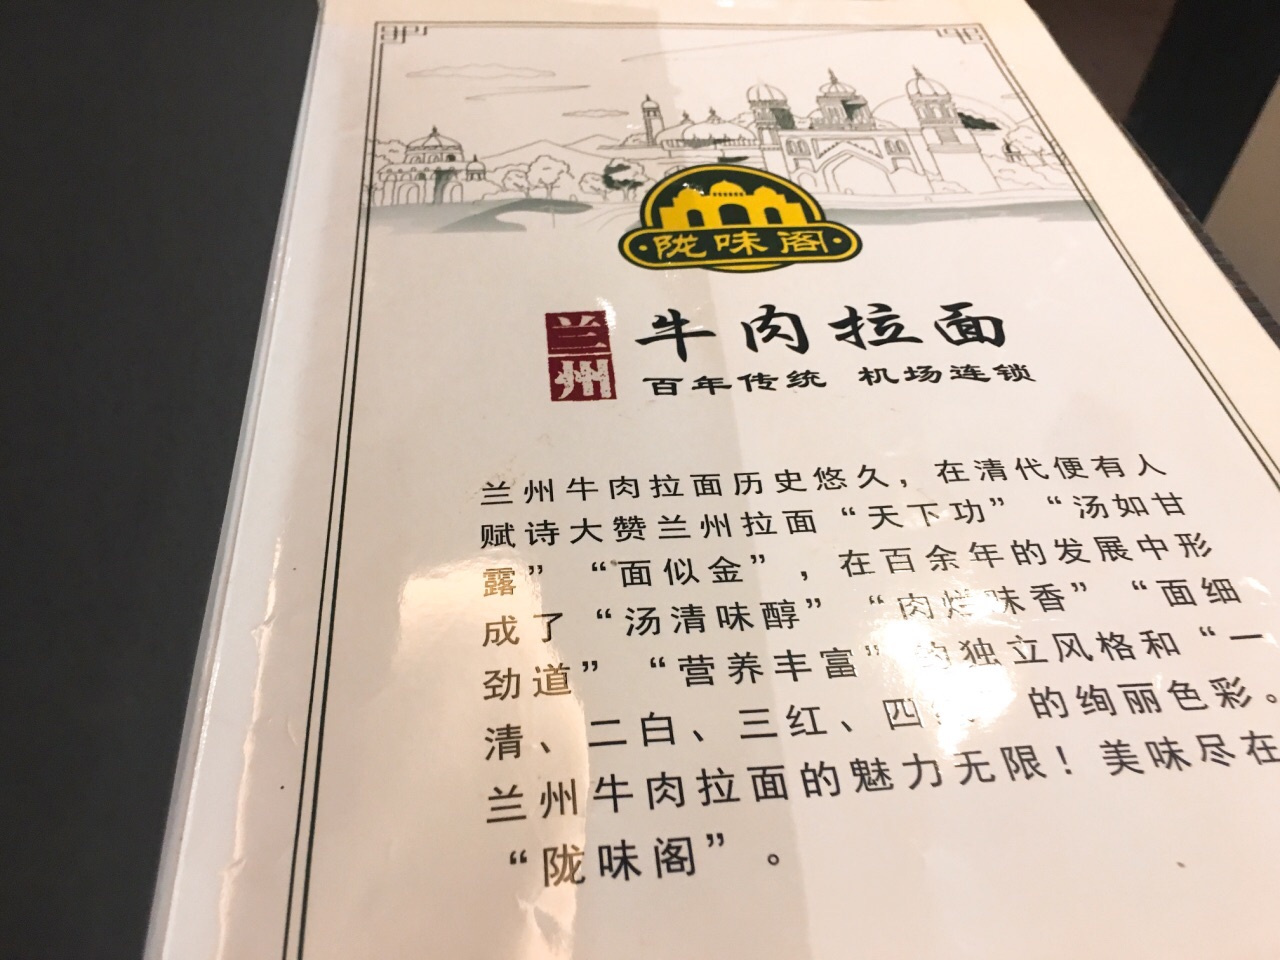 陇味阁
兰州
牛肉拉面
百年传统 机场连锁
兰州牛肉拉面历史悠久，在清代便有人
赋诗大赞兰州拉面“天下功” “汤如甘
露” “面似金”，在百余年的发展中形
成了“汤清味醇” “肉烂味香” “面细
劲道” “营养丰富”的独立风格和“一
清、二白、三红、四 的绚丽色彩。
兰州牛肉拉面的魅力无限！美味尽在
“陇味阁”。